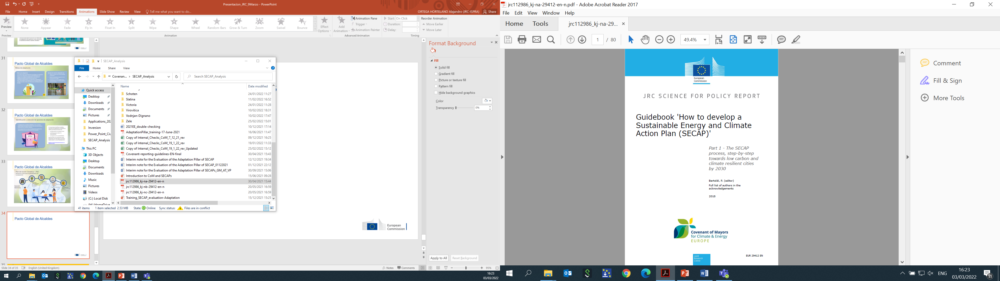 Presentacion_JRC_9Marzo - PowerPoint
File Home Insert Design Transitions Animations Slide Show Review View Tell me what you want to do...
ORTEGA HORTELANO Alejandro (JRC-ISPRA) Share
Preview
None Appear Fade Fly In Float In Split Wipe Shape Wheel Random Bars Grow & Turn Zoom Swivel Bounce
Effect Options
Add Animation
Animation Pane
Trigger
Animation Painter
Start: On Click
Duration:
Delay:
Reorder Animation
Move Earlier
Move Later
Preview Animation Advanced Animation Timing
31
Pacto Global de Alcaldes
32
Pacto Global de Alcaldes
Identificación y selección de opciones de adaptación
33
Pacto Global de Alcaldes
Plan de Acción Climática – PAC
34
Pacto Global de Alcaldes
35
SECAP_Analysis
File Home Share View
« Covenan... › SECAP_Analysis
Search SECAP_Analysis
Name Date modified
Quick access
Desktop
Downloads
Documents
Pictures
Applications_202
Inversion
Power_Point_Ciu
SECAP_Analysis
This PC
3D Objects
Desktop
Documents
Downloads
Music
Pictures
Videos
(C:) Local Disk
(H:) HomeDrive
Schoten 24/01/2022 11:27
Slatina 11/02/2022 16:52
Victoria 24/01/2022 11:28
Virovitica 10/02/2022 18:31
Vodnjan-Dignano 10/02/2022 17:47
Zele 25/02/2022 15:01
2021EE_double-checking 10/12/2021 17:14
AdaptationPillar_training-17-June-2021 16/06/2021 11:47
Copy of Internal_Checks_CoM_7_12_21_rev 09/12/2021 16:25
Copy of Internal_Checks_CoM_19_1_22_rev 19/01/2022 11:33
Copy of Internal_Checks_CoM_19_1_22_rev_Updated 25/02/2022 15:12
Covenant-reporting-guidelines-EN-final 30/04/2021 15:43
Interim note for the Evaluation of the Adaptation Pillar of SECAP 12/12/2021 19:34
Interim note for the Evaluation of the Adaptation Pillar of SECAP_01122021 01/12/2021 22:12
Interim note for the Evaluation of the Adaptation Pillar of SECAPs_GM_AT_VP 30/09/2021 15:06
Introduction to CoM and SECAPs 15/06/2021 09:28
jrc112986_kj-na-29412-en-n 30/04/2021 15:44
jrc112986_kj-nb-29412-en-n 20/05/2021 16:59
jrc112986_kj-nc-29412-en-n 20/05/2021 16:59
Training_SECAP_evaluation-Adaptation 15/12/2021 15:25
41 items 1 item selected 2.53 MB State: Online Sync status: Files are in conflict
European
Commission
Format Background
Fill
Solid fill
Gradient fill
Picture or texture fill
Pattern fill
Hide background graphics
Color
Transparency 0%
Apply to All Reset Background
Slide 34 of 35 English (United Kingdom) Notes Comments 95%
16:23
03/03/2022
jrc112986_kj-na-29412-en-n.pdf - Adobe Acrobat Reader 2017
File Edit View Window Help
Home Tools jrc112986_kj-na-29...
1 / 80 49.4%
European
Commission
JRC SCIENCE FOR POLICY REPORT
Guidebook 'How to develop a
Sustainable Energy and Climate
Action Plan (SECAP)'
Part 1 - The SECAP
process, step-by-step
towards low carbon and
climate resilient cities
by 2030
Bertoldi, P. (editor)
Full list of authors in the
acknowledgements
2018
Covenant of Mayors
for Climate & Energy
EUROPE
EUR 29412 EN
Joint
Research
Centre
Comment
Fill & Sign
More Tools
ENG
16:23
03/03/2022
11